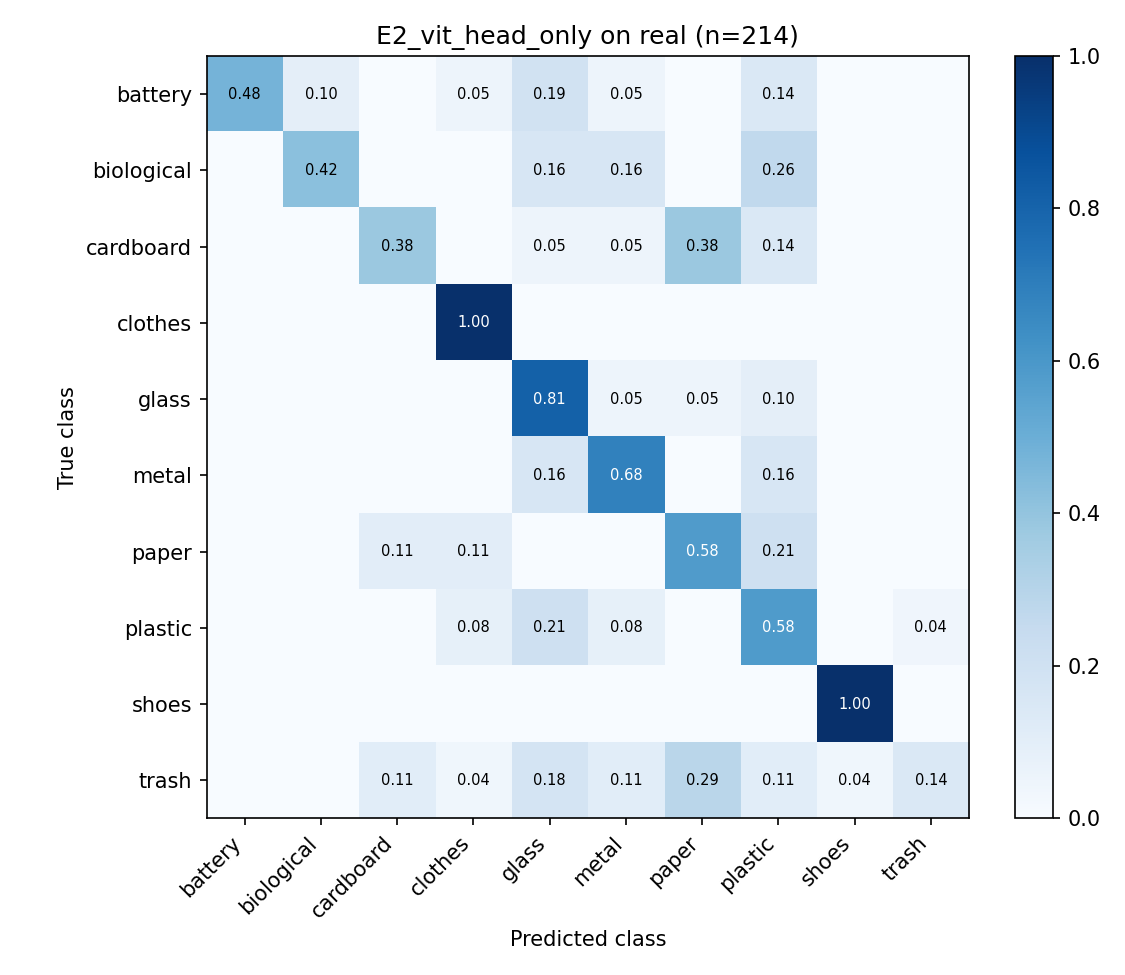 E2_vit_head_only on real (n=214)
battery 0.48 0.10 0.05 0.19 0.05 0.14
biological 0.42 0.16 0.16 0.26
cardboard 0.38 0.05 0.05 0.38 0.14
clothes 1.00
glass 0.81 0.05 0.05 0.10
metal 0.16 0.68 0.16
paper 0.11 0.11 0.58 0.21
plastic 0.08 0.21 0.08 0.58 0.04
shoes 1.00
trash 0.11 0.04 0.18 0.11 0.29 0.11 0.04 0.14
True class
battery biological cardboard clothes glass metal paper plastic shoes trash
Predicted class
1.0
0.8
0.6
0.4
0.2
0.0